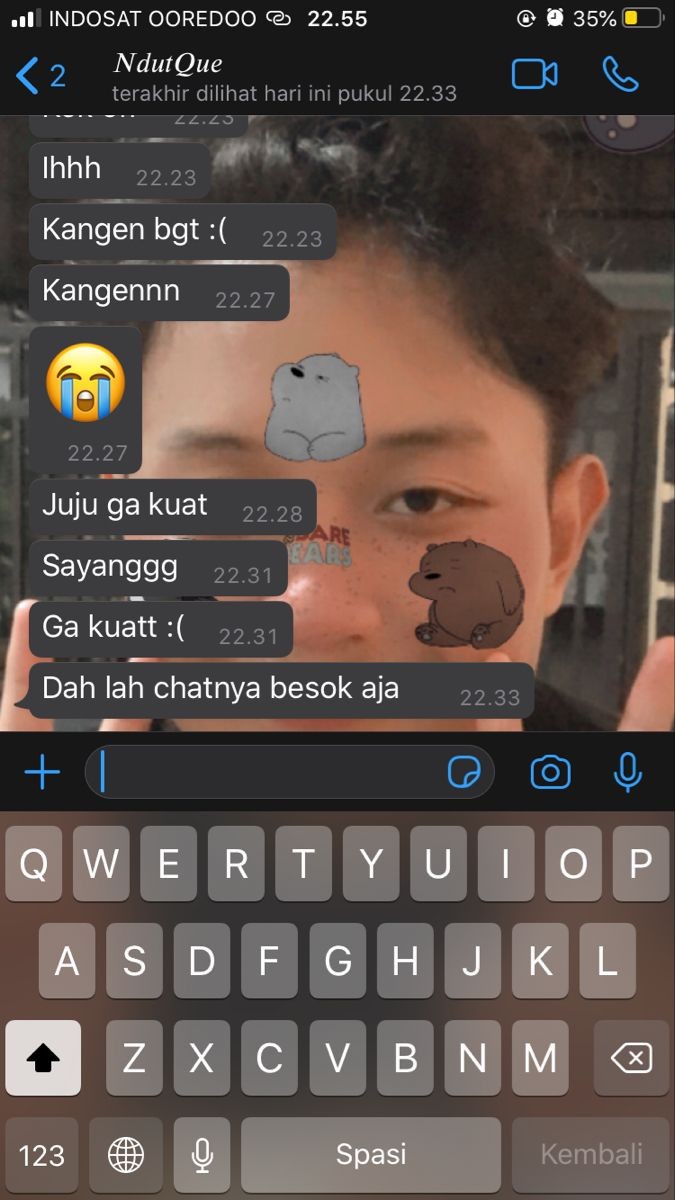 INDOSAT OOREDOO 22.55 35%
2 NdutQue
terakhir dilihat hari ini pukul 22.33
22.23
Ihhh 22.23
Kangen bgt :( 22.23
Kangennn 22.27
22.27
Juju ga kuat 22.28
BARE
BEARS
Sayanggg 22.31
Ga kuatt :( 22.31
Dah lah chatnya besok aja 22.33
Q W E R T Y U I O P
A S D F G H J K L
Z X C V B N M
123 Spasi Kembali